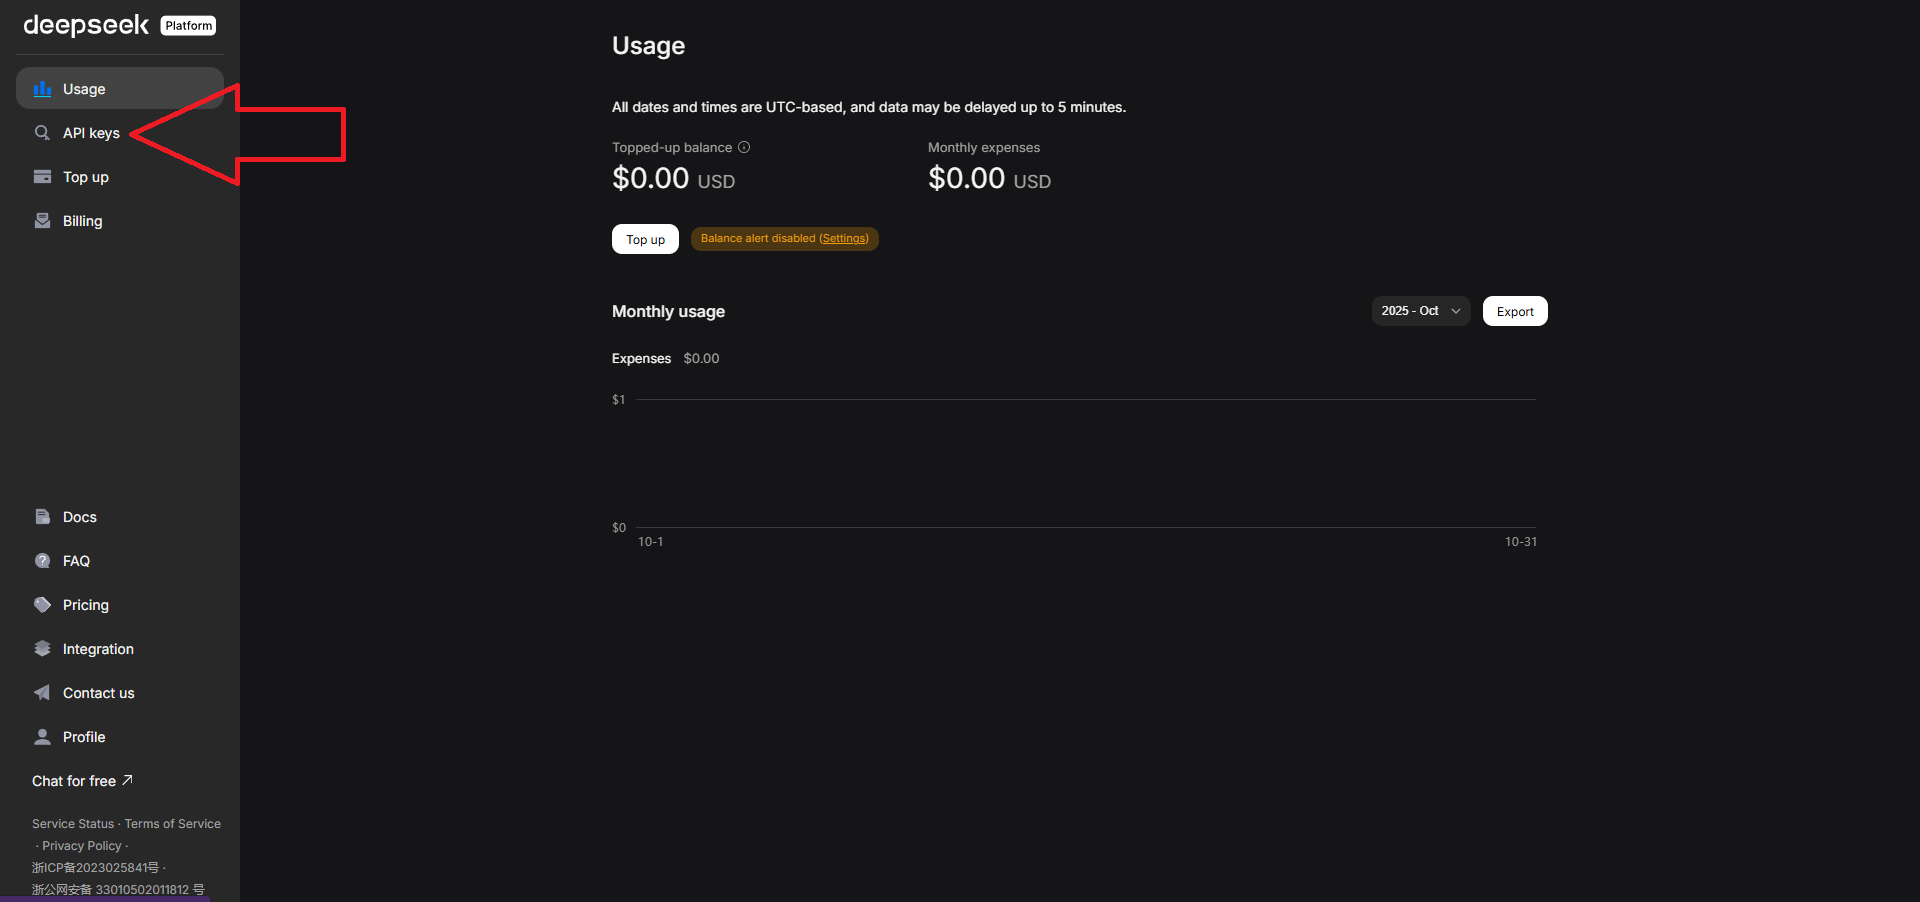 deepseek Platform
Usage
API keys
Top up
Billing
Docs
FAQ
Pricing
Integration
Contact us
Profile
Chat for free
Service Status · Terms of Service
· Privacy Policy ·
浙ICP备2023025841号 ·
浙公网安备 33010502011812 号
Usage
All dates and times are UTC-based, and data may be delayed up to 5 minutes.
Topped-up balance
$0.00 USD
Monthly expenses
$0.00 USD
Top up
Balance alert disabled (Settings)
Monthly usage
2025 - Oct
Export
Expenses $0.00
$1
$0
10-1
10-31